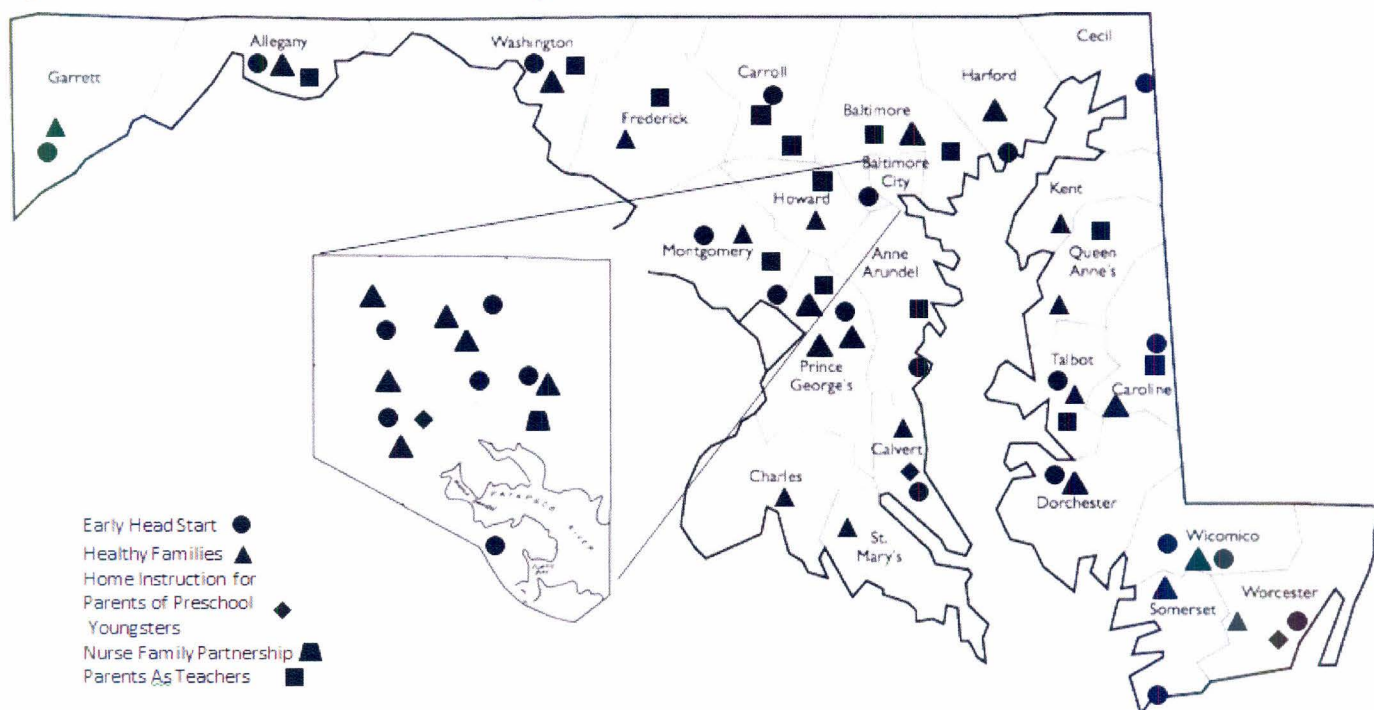 Allegany
Washington
Cecil
Garrett
Carroll
Harford
Baltimore
Frederick
Baltimore
City
Kent
Howard
Montgomery
Anne
Arundel
Queen
Anne's
Prince
George's
Talbot
Caroline
Calvert
Charles
Dorchester
St.
Mary's
Wicomico
Somerset
Worcester
PATAPSCO RIVER
Early Head Start
Healthy Families
Home Instruction for
Parents of Preschool
Youngsters
Nurse Family Partnership
Parents As Teachers